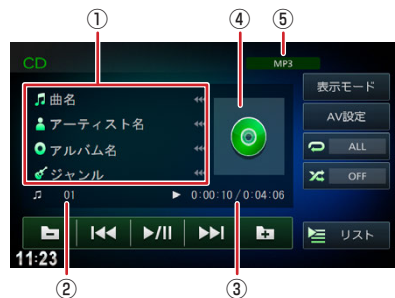 ① ④ ⑤
CD
MP3
曲名
アーティスト名
アルバム名
ジャンル
01
0:00:10/0:04:06
表示モード
AV設定
ALL
OFF
リスト
11:23
② ③